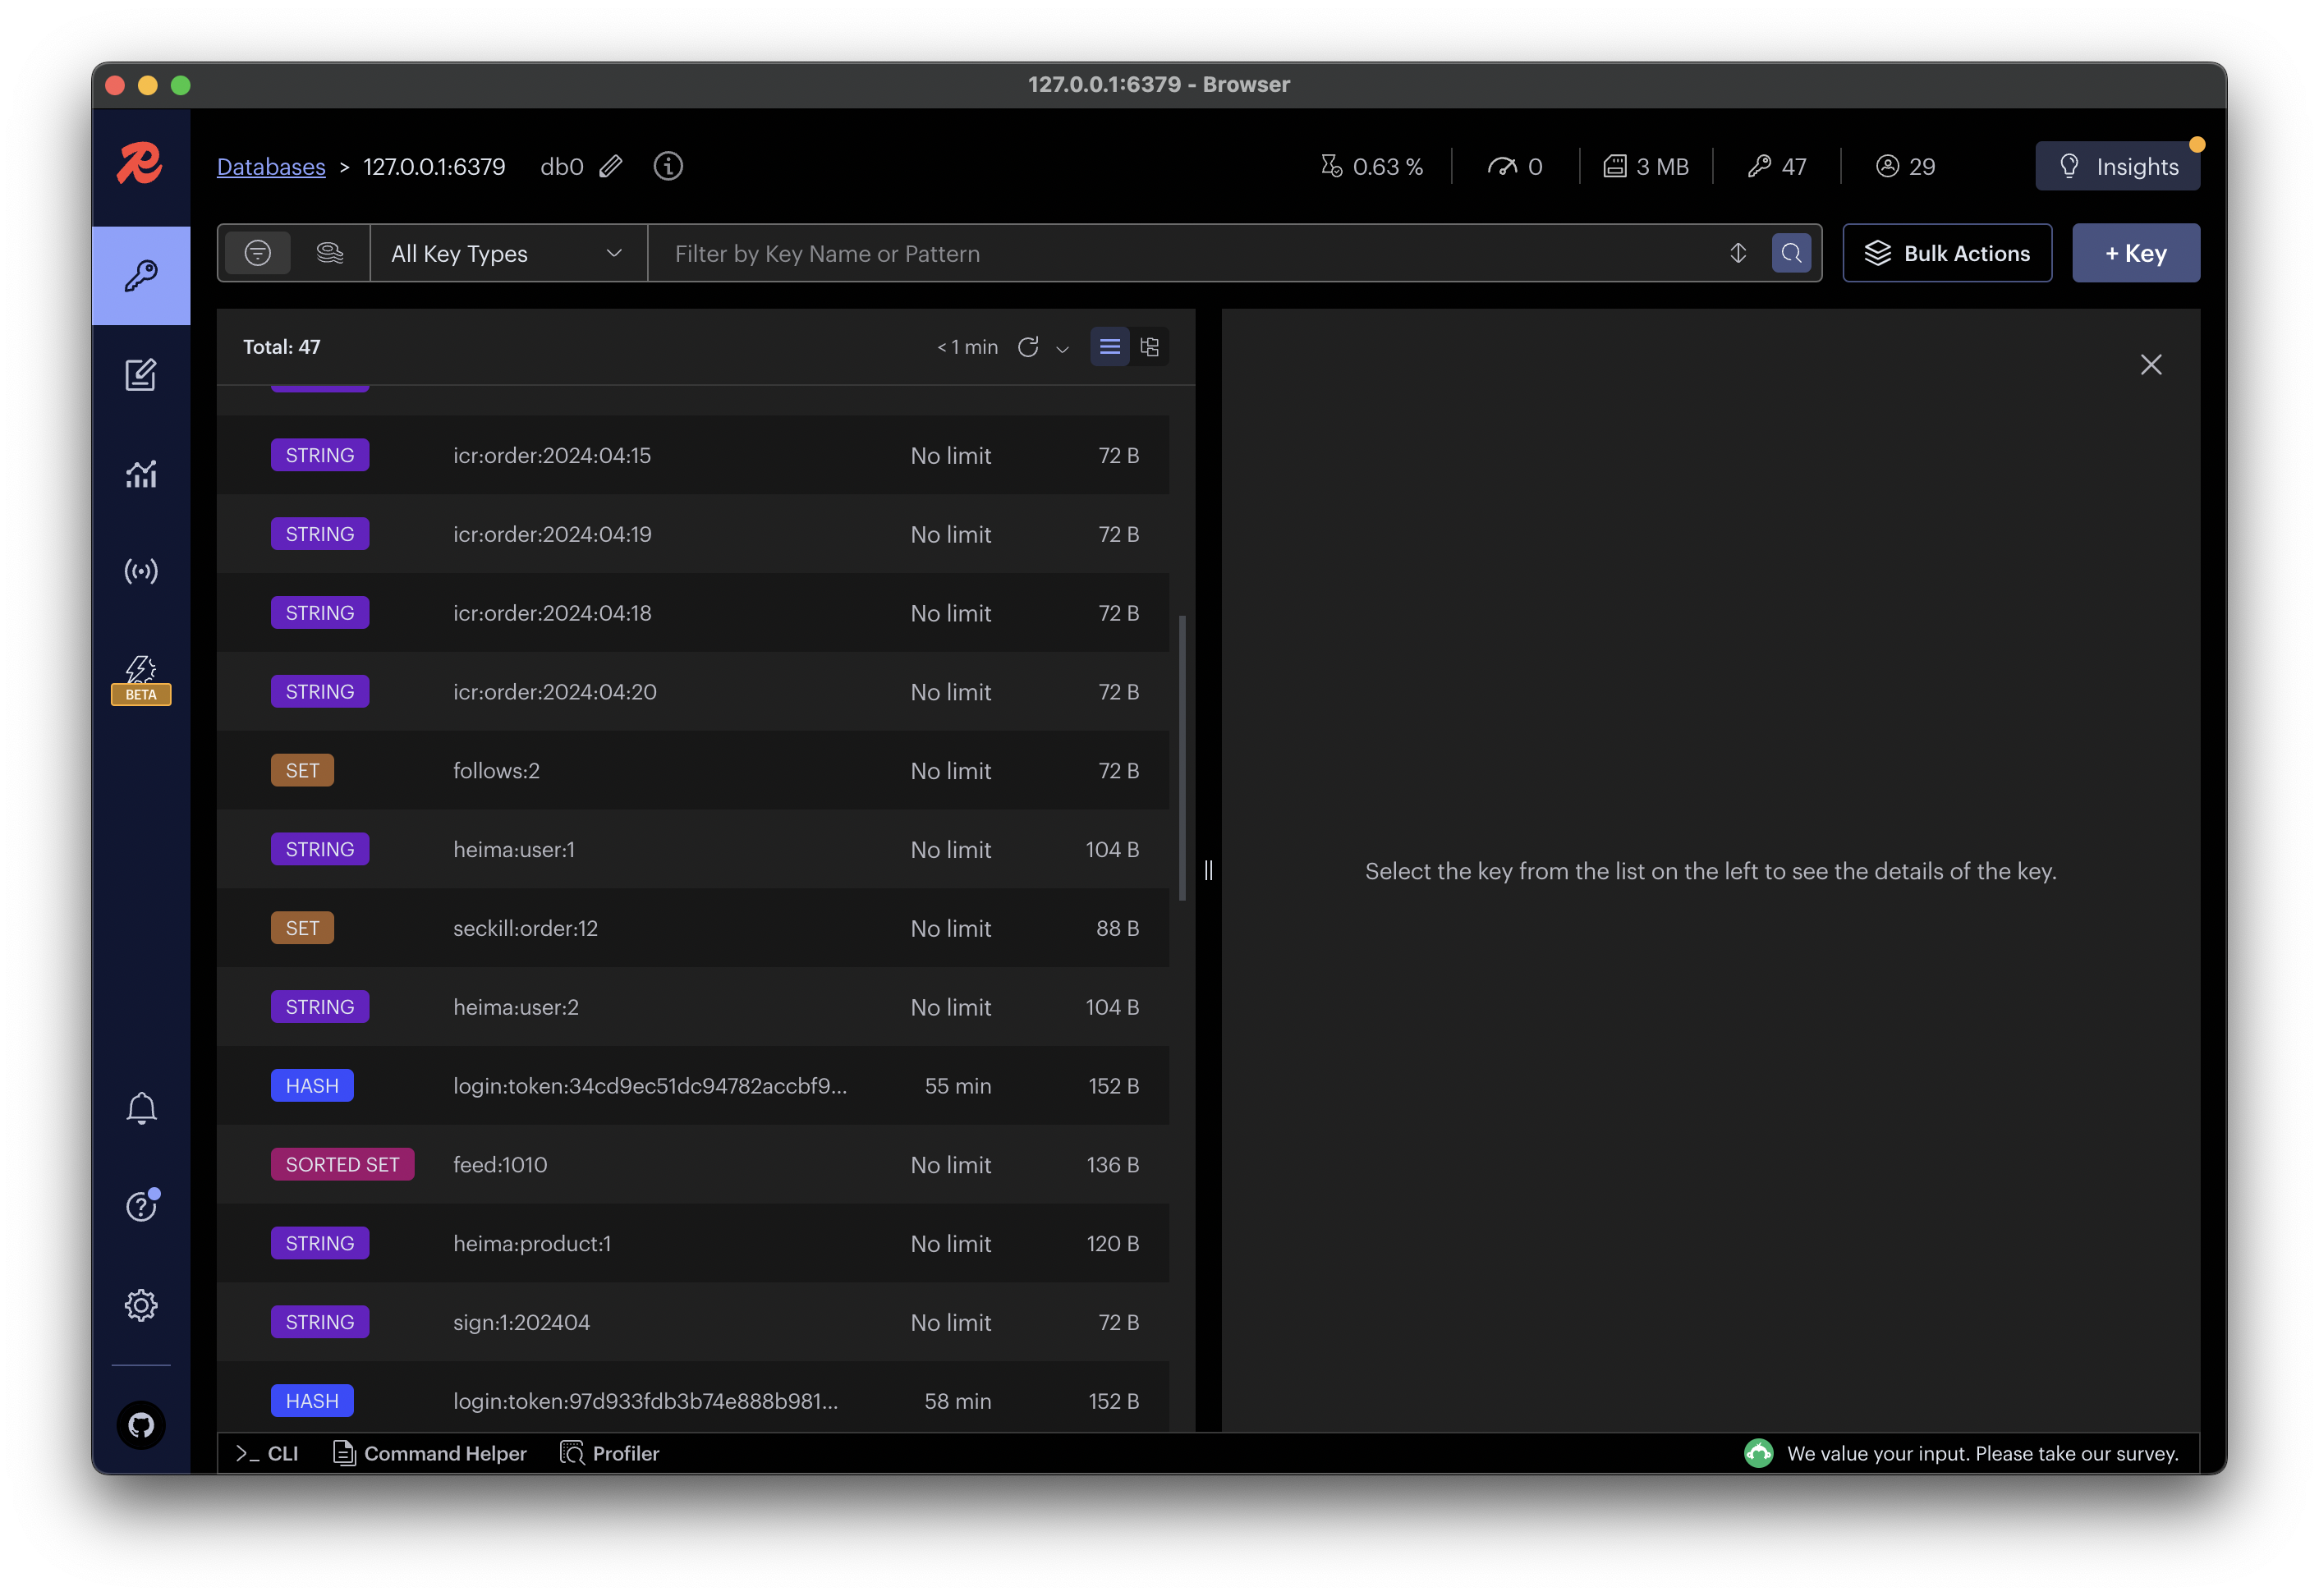 127.0.0.1:6379 - Browser
Databases > 127.0.0.1:6379 db0 0.63 % 0 3 MB 47 29 Insights
All Key Types Filter by Key Name or Pattern Bulk Actions + Key
Total: 47 < 1 min
STRING icr:order:2024:04:15 No limit 72 B
STRING icr:order:2024:04:19 No limit 72 B
STRING icr:order:2024:04:18 No limit 72 B
STRING icr:order:2024:04:20 No limit 72 B
BETA
SET follows:2 No limit 72 B
STRING heima:user:1 No limit 104 B
Select the key from the list on the left to see the details of the key.
SET seckill:order:12 No limit 88 B
STRING heima:user:2 No limit 104 B
HASH login:token:34cd9ec51dc94782accbf9... 55 min 152 B
SORTED SET feed:1010 No limit 136 B
STRING heima:product:1 No limit 120 B
STRING sign:1:202404 No limit 72 B
HASH login:token:97d933fdb3b74e888b981... 58 min 152 B
>_ CLI Command Helper Profiler We value your input. Please take our survey.